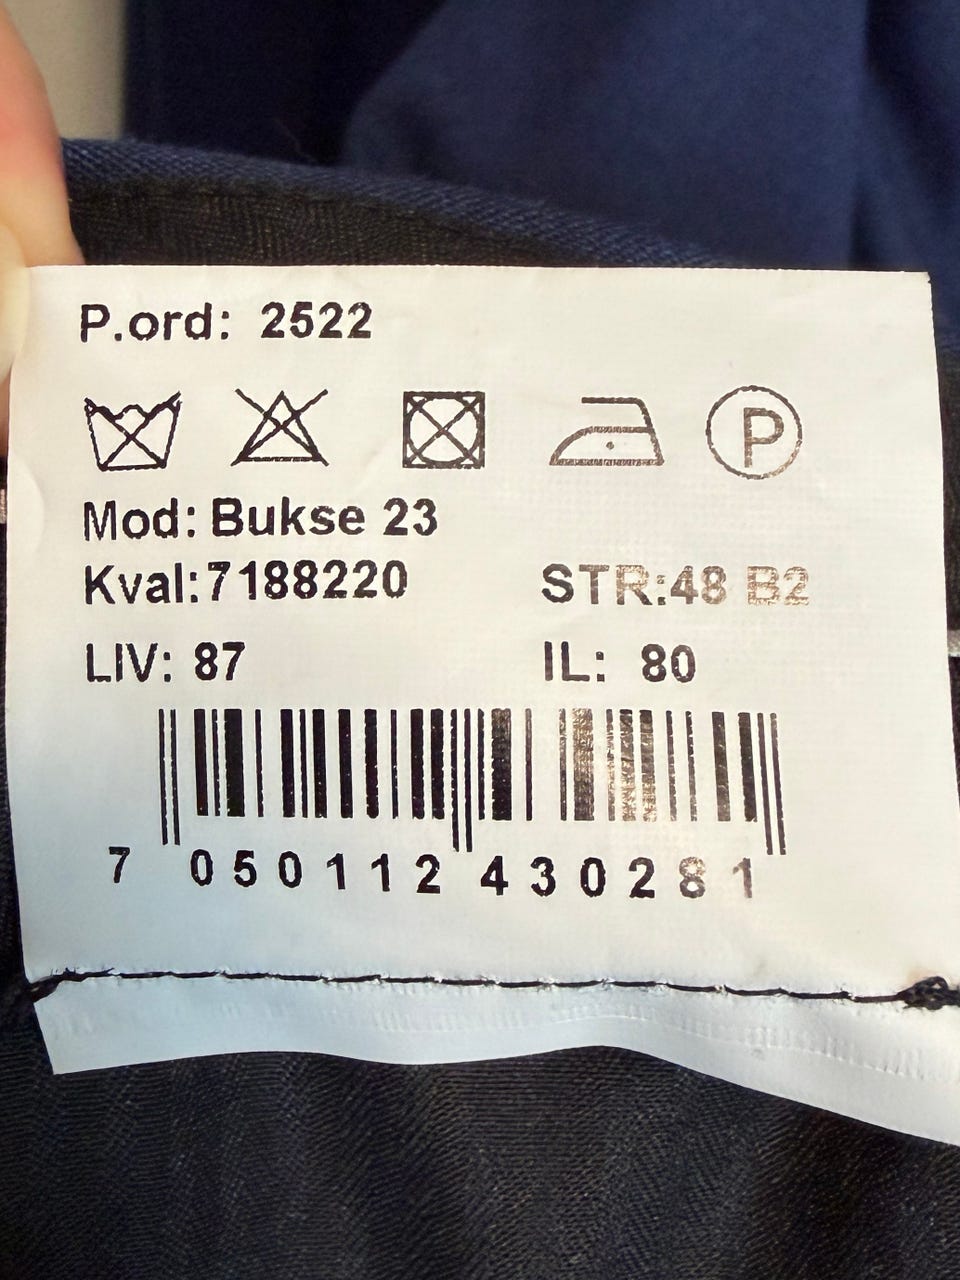 P.ord: 2522
P
Mod: Bukse 23
Kval:7188220 STR:48 B2
LIV: 87 IL: 80
7 050112 430281